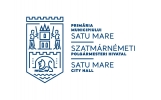 PRIMĂRIA
MUNICIPIULUI
SATU MARE
SZATMÁRNÉMETI
POLGÁRMESTERI HIVATAL
SATU MARE
CITY HALL